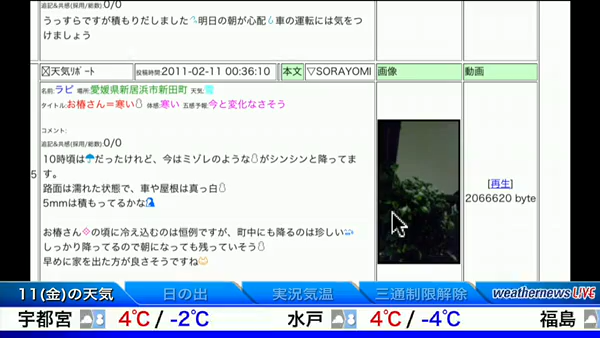 追記&共感(採用/総数) 0/0
うっすらですが積もりだしました 明日の朝が心配 車の運転には気をつ
けましょう
天気ﾘﾎﾟｰﾄ 投稿時間 2011-02-11 00:36:10 本文 ▽SORAYOMI 画像 動画
名前:ラビ 場所:愛媛県新居浜市新田町 天気:
タイトル:お椿さん＝寒い 体感:寒い 五感予報:今と変化なさそう
コメント:
追記&共感(採用/総数) 0/0
10時頃は だったけれど、今はミゾレのような がシンシンと降ってま
す。
路面は濡れた状態で、車や屋根は真っ白
5mmは積もってるかな
お椿さん の頃に冷え込むのは恒例ですが、町中にも降るのは珍しい
しっかり降ってるので朝になっても残っていそう
早めに家を出た方が良さそうですね
5
[再生]
2066620 byte
11(金)の天気 日の出 実況気温 三通制限解除 weathernews LiVE
宇都宮 4℃ / -2℃ 水戸 4℃ / -4℃ 福島